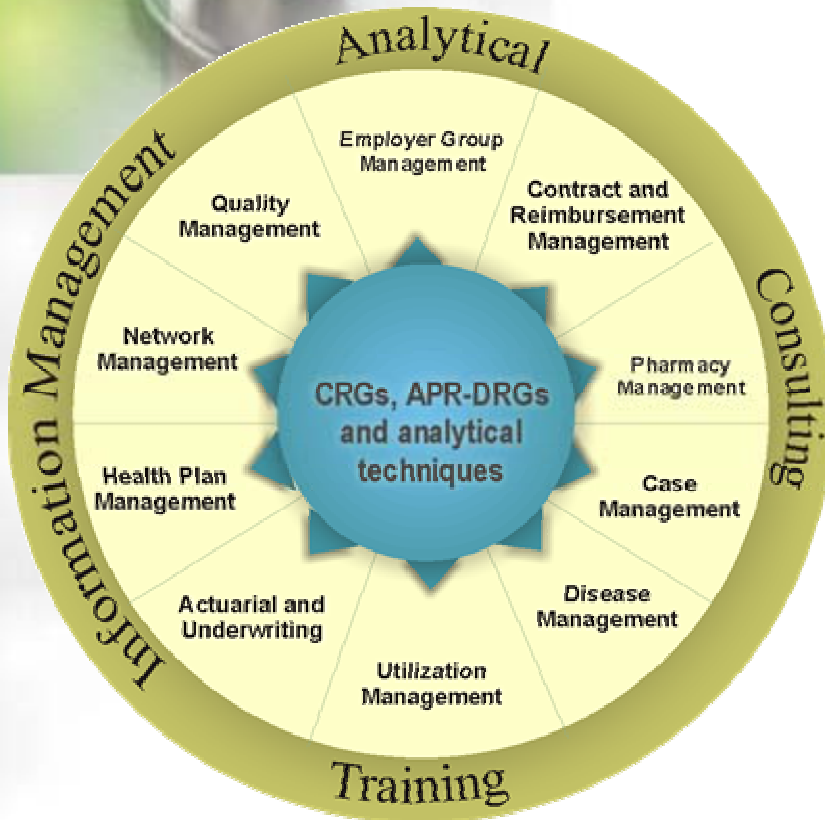 Analytical
Employer Group
Management
Contract and
Reimbursement
Management
Pharmacy
Management
Case
Management
Disease
Management
Utilization
Management
Actuarial and
Underwriting
Health Plan
Management
Network
Management
Quality
Management
CRGs, APR-DRGs
and analytical
techniques
Consulting
Training
Information Management